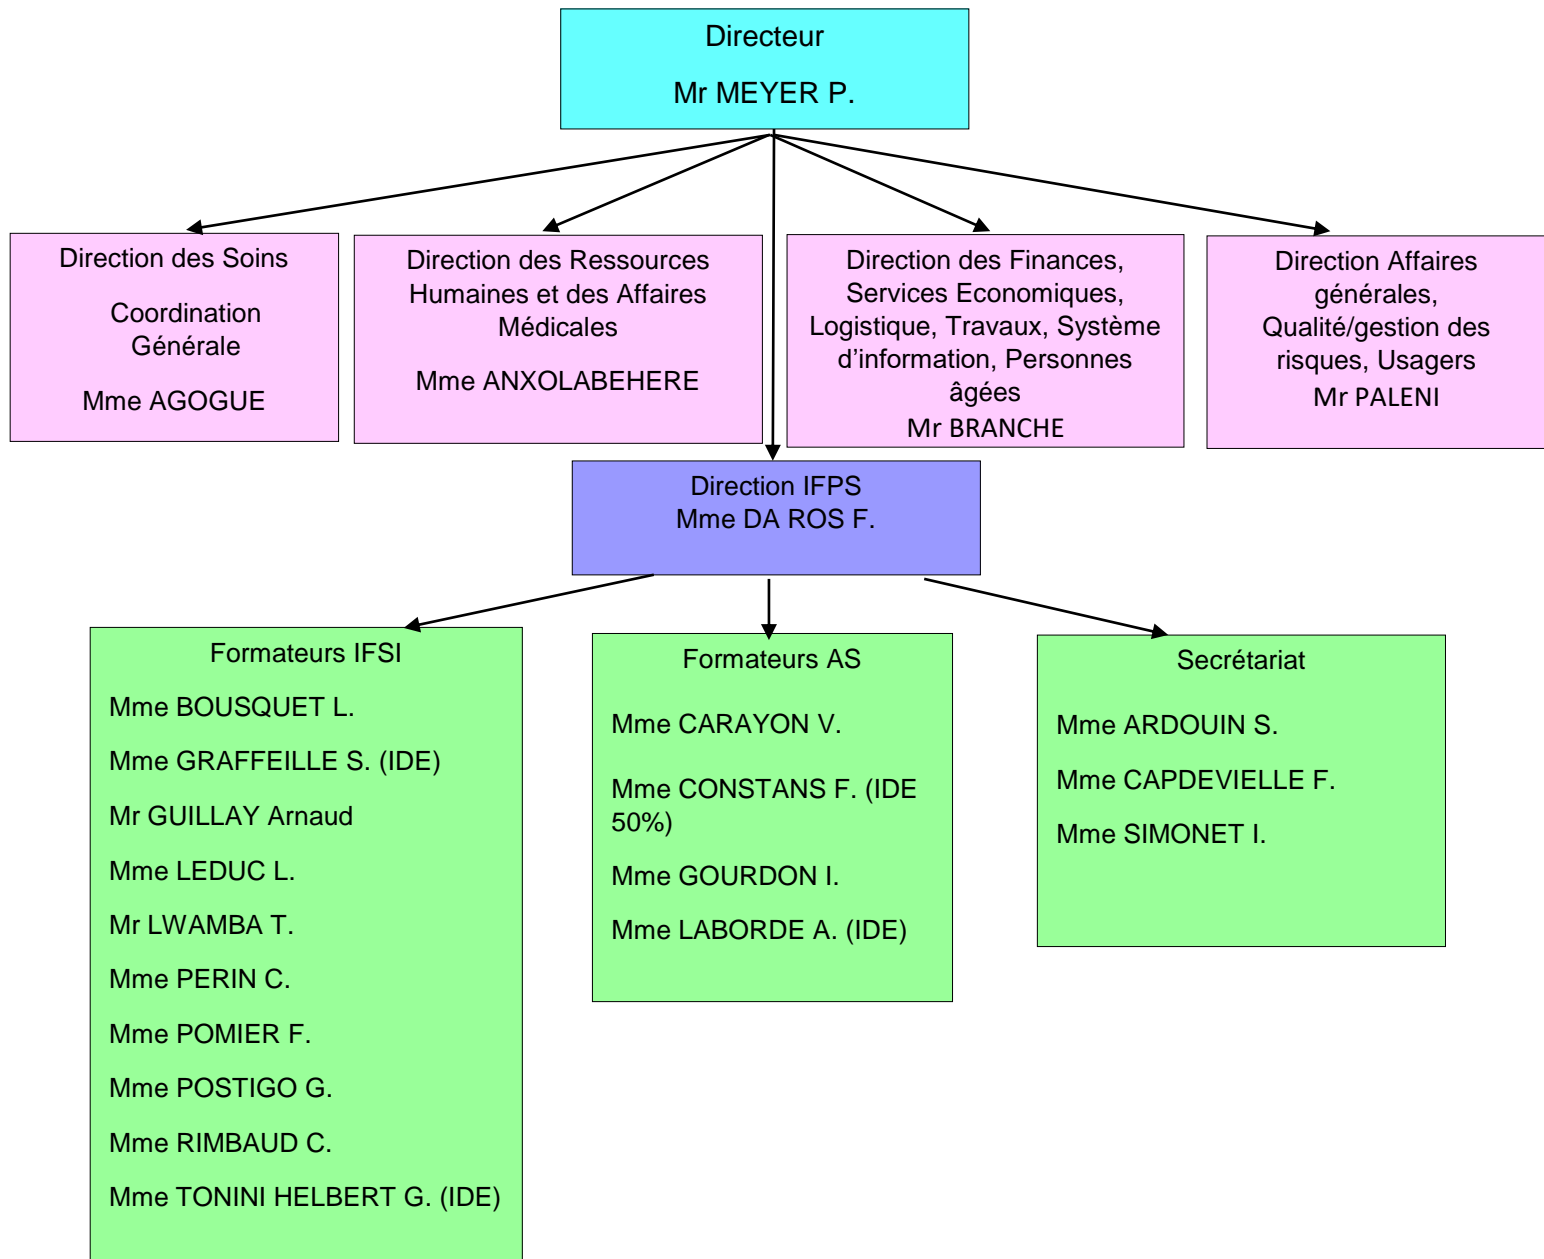 Directeur
Mr MEYER P.
Direction des Soins
Coordination
Générale
Mme AGOGUE
Direction des Ressources
Humaines et des Affaires
Médicales
Mme ANXOLABEHERE
Direction des Finances,
Services Economiques,
Logistique, Travaux, Système
d’information, Personnes
âgées
Mr BRANCHE
Direction Affaires
générales,
Qualité/gestion des
risques, Usagers
Mr PALENI
Direction IFPS
Mme DA ROS F.
Formateurs IFSI
Mme BOUSQUET L.
Mme GRAFFEILLE S. (IDE)
Mr GUILLAY Arnaud
Mme LEDUC L.
Mr LWAMBA T.
Mme PERIN C.
Mme POMIER F.
Mme POSTIGO G.
Mme RIMBAUD C.
Mme TONINI HELBERT G. (IDE)
Formateurs AS
Mme CARAYON V.
Mme CONSTANS F. (IDE
50%)
Mme GOURDON I.
Mme LABORDE A. (IDE)
Secrétariat
Mme ARDOUIN S.
Mme CAPDEVIELLE F.
Mme SIMONET I.